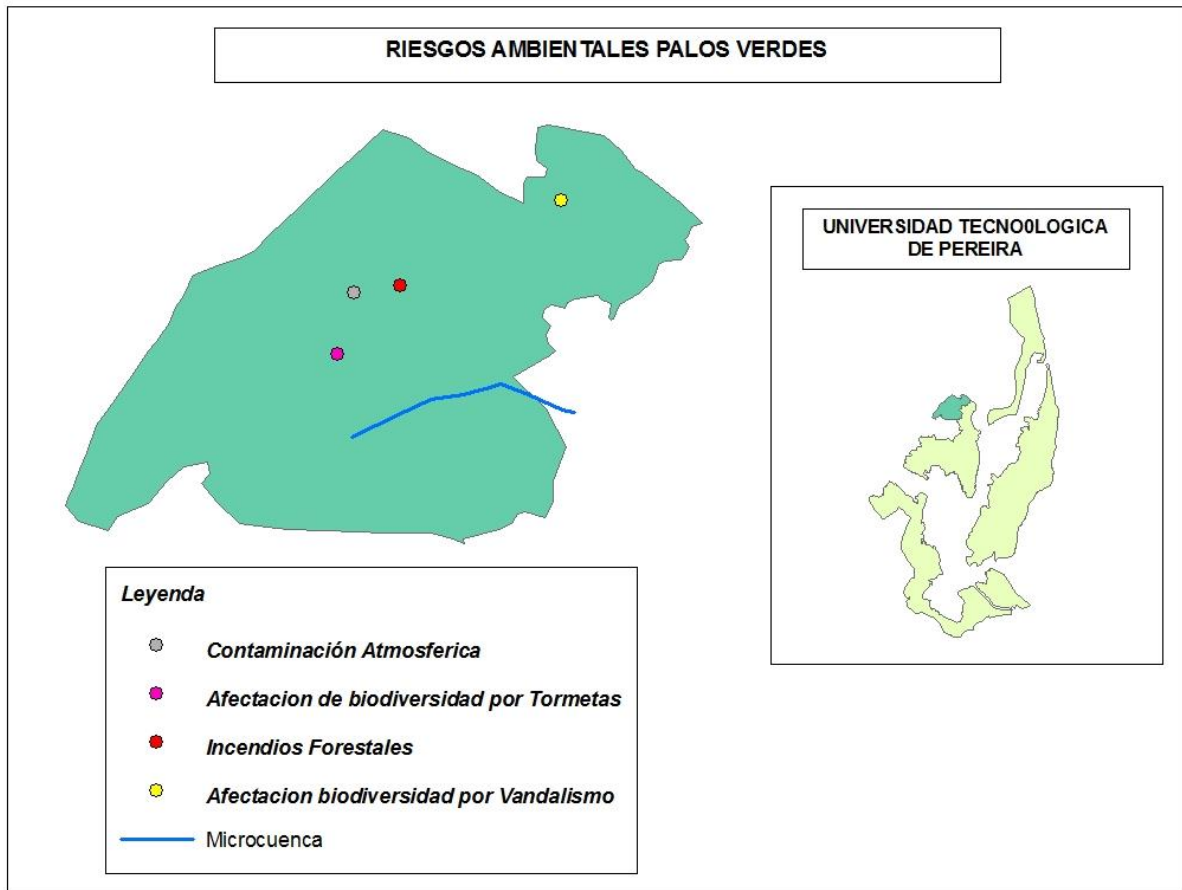 RIESGOS AMBIENTALES PALOS VERDES
UNIVERSIDAD TECNO0LOGICA
DE PEREIRA
Leyenda
Contaminación Atmosferica
Afectacion de biodiversidad por Tormetas
Incendios Forestales
Afectacion biodiversidad por Vandalismo
Microcuenca